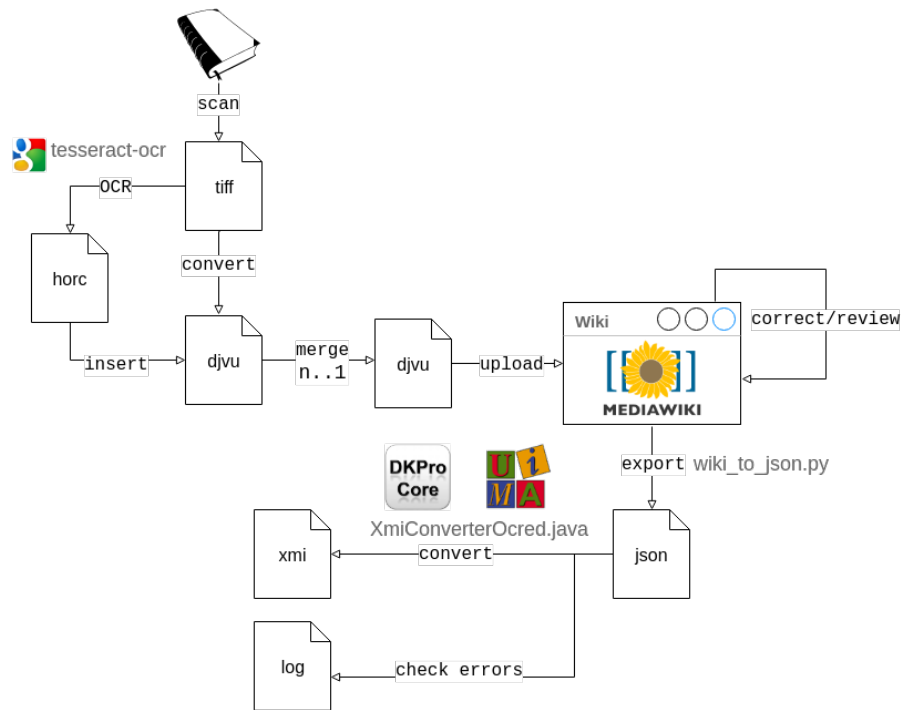 scan
tesseract-ocr
OCR
tiff
horc
convert
insert
djvu
merge
n..1
djvu
upload
Wiki
[[ ]]
MEDIAWIKI
correct/review
export
wiki_to_json.py
DKPro
Core
U i
M A
XmiConverterOcred.java
xmi
convert
json
log
check errors